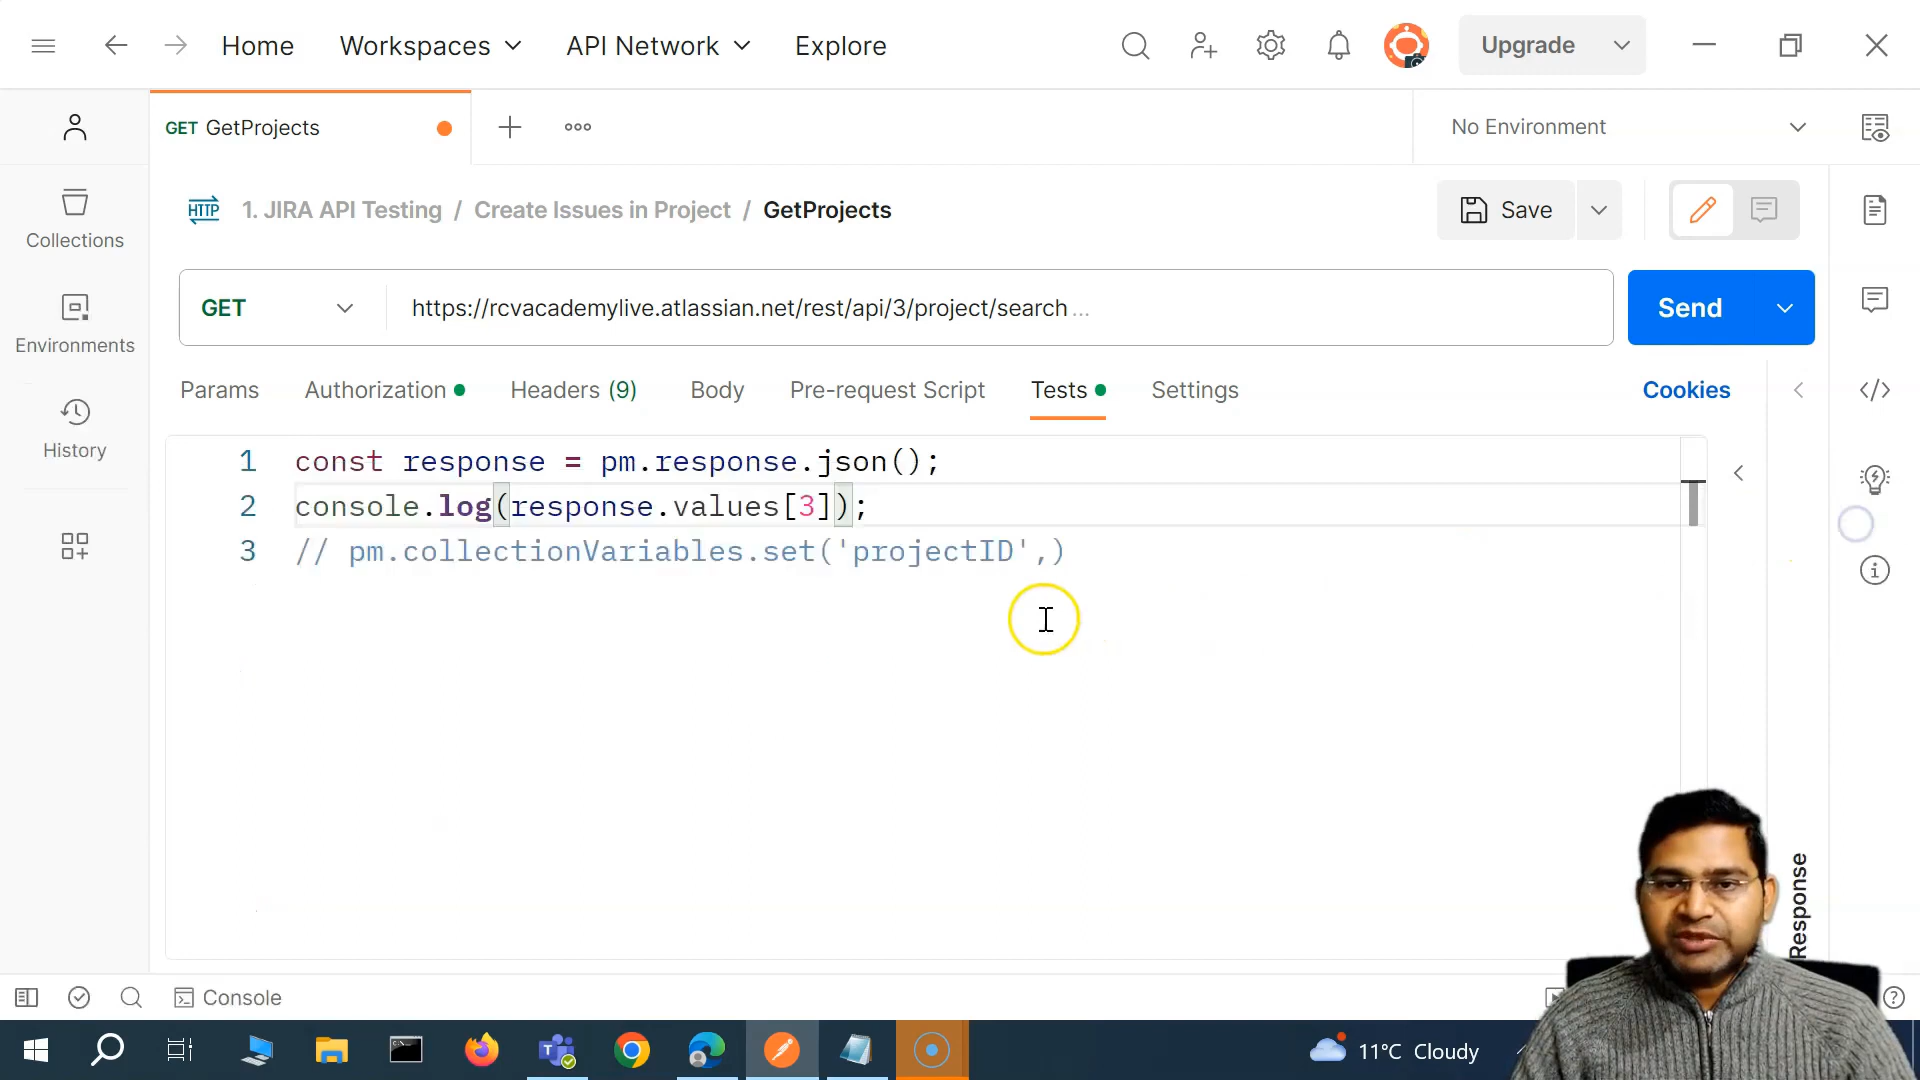 Home Workspaces API Network Explore Upgrade
GET GetProjects No Environment
HTTP 1. JIRA API Testing / Create Issues in Project / GetProjects Save
Collections
GET https://rcvacademylive.atlassian.net/rest/api/3/project/search ... Send
Environments
Params Authorization Headers (9) Body Pre-request Script Tests Settings Cookies
History
1 const response = pm.response.json();
2 console.log(response.values[3]);
3 // pm.collectionVariables.set('projectID',)
Response
Console
11°C Cloudy